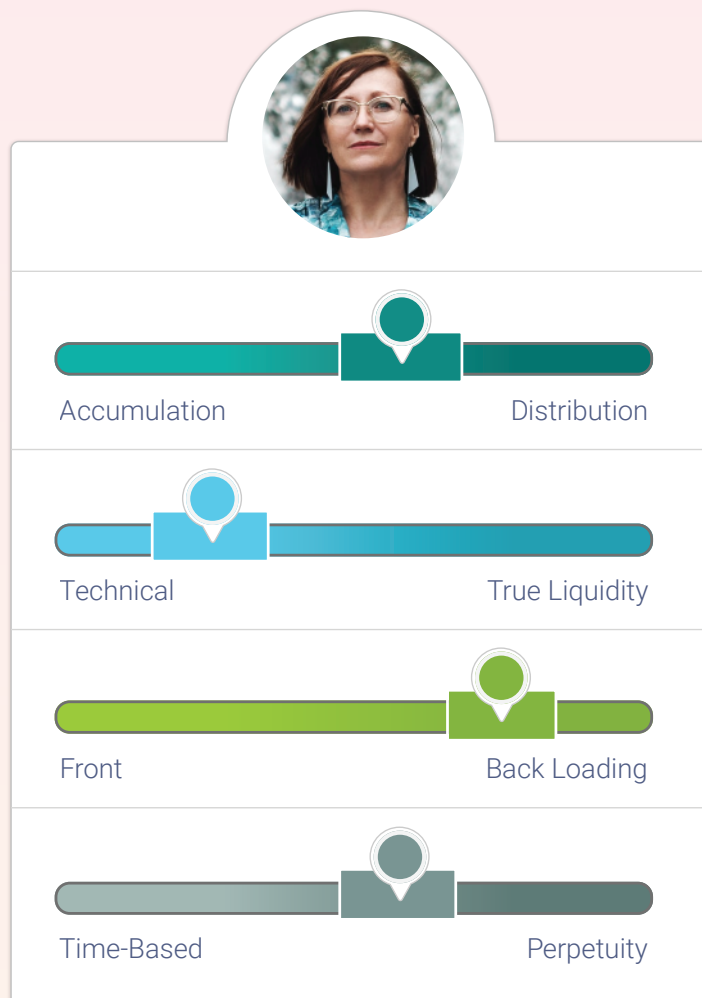 Accumulation Distribution
Technical True Liquidity
Front Back Loading
Time-Based Perpetuity